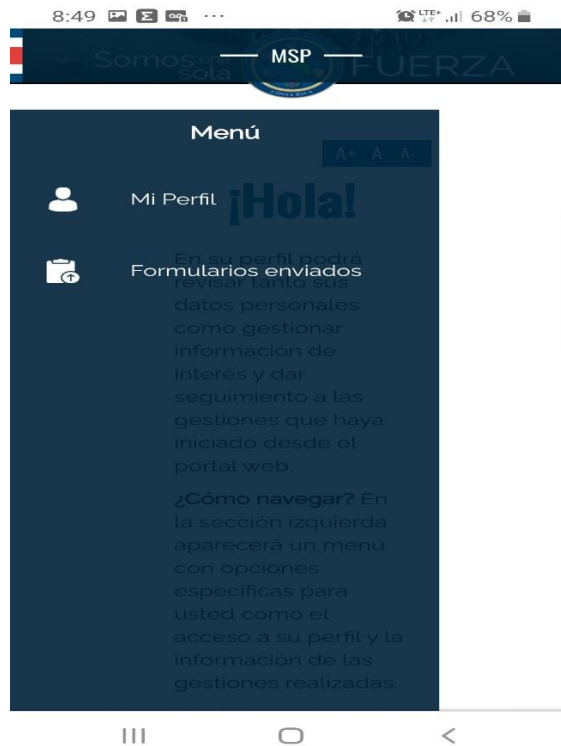 8:49 ... LTE+ 68%
MSP
Somos una
sola
FUERZA
Menú
A+ A A-
Mi Perfil
¡Hola!
Formularios enviados
En su perfil podrá
revisar tanto sus
datos personales
como gestionar
información de
interés y dar
seguimiento a las
gestiones que haya
iniciado desde el
portal web.
¿Cómo navegar? En
la sección izquierda
aparecerá un menú
con opciones
específicas para
usted como el
acceso a su perfil y la
información de las
gestiones realizadas.